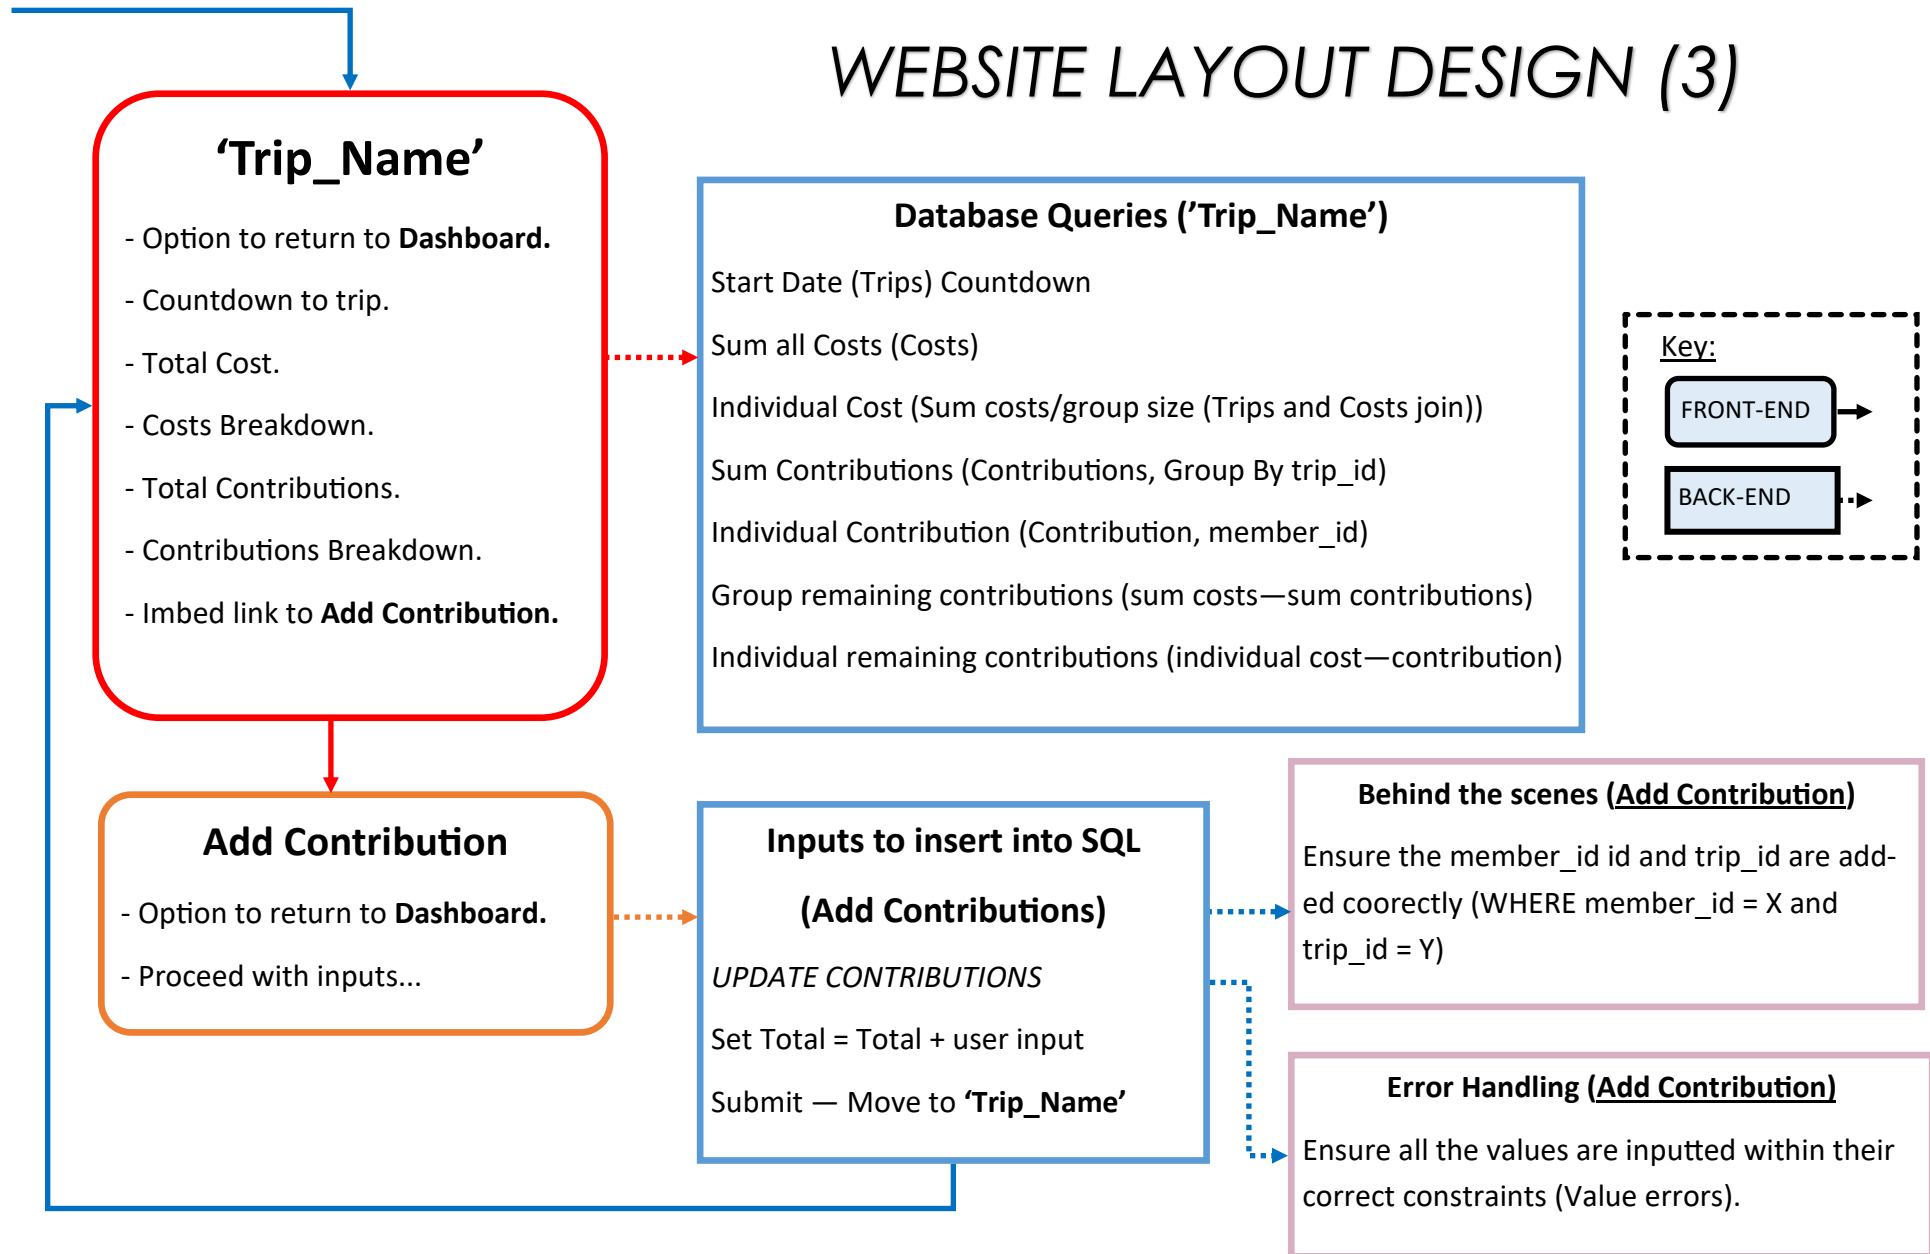 WEBSITE LAYOUT DESIGN (3)
‘Trip_Name’
- Option to return to Dashboard.
- Countdown to trip.
- Total Cost.
- Costs Breakdown.
- Total Contributions.
- Contributions Breakdown.
- Imbed link to Add Contribution.
Database Queries (’Trip_Name’)
Start Date (Trips) Countdown
Sum all Costs (Costs)
Individual Cost (Sum costs/group size (Trips and Costs join))
Sum Contributions (Contributions, Group By trip_id)
Individual Contribution (Contribution, member_id)
Group remaining contributions (sum costs—sum contributions)
Individual remaining contributions (individual cost—contribution)
Key:
FRONT-END
BACK-END
Add Contribution
- Option to return to Dashboard.
- Proceed with inputs...
Inputs to insert into SQL
(Add Contributions)
UPDATE CONTRIBUTIONS
Set Total = Total + user input
Submit — Move to ‘Trip_Name’
Behind the scenes (Add Contribution)
Ensure the member_id id and trip_id are add-
ed coorectly (WHERE member_id = X and
trip_id = Y)
Error Handling (Add Contribution)
Ensure all the values are inputted within their
correct constraints (Value errors).